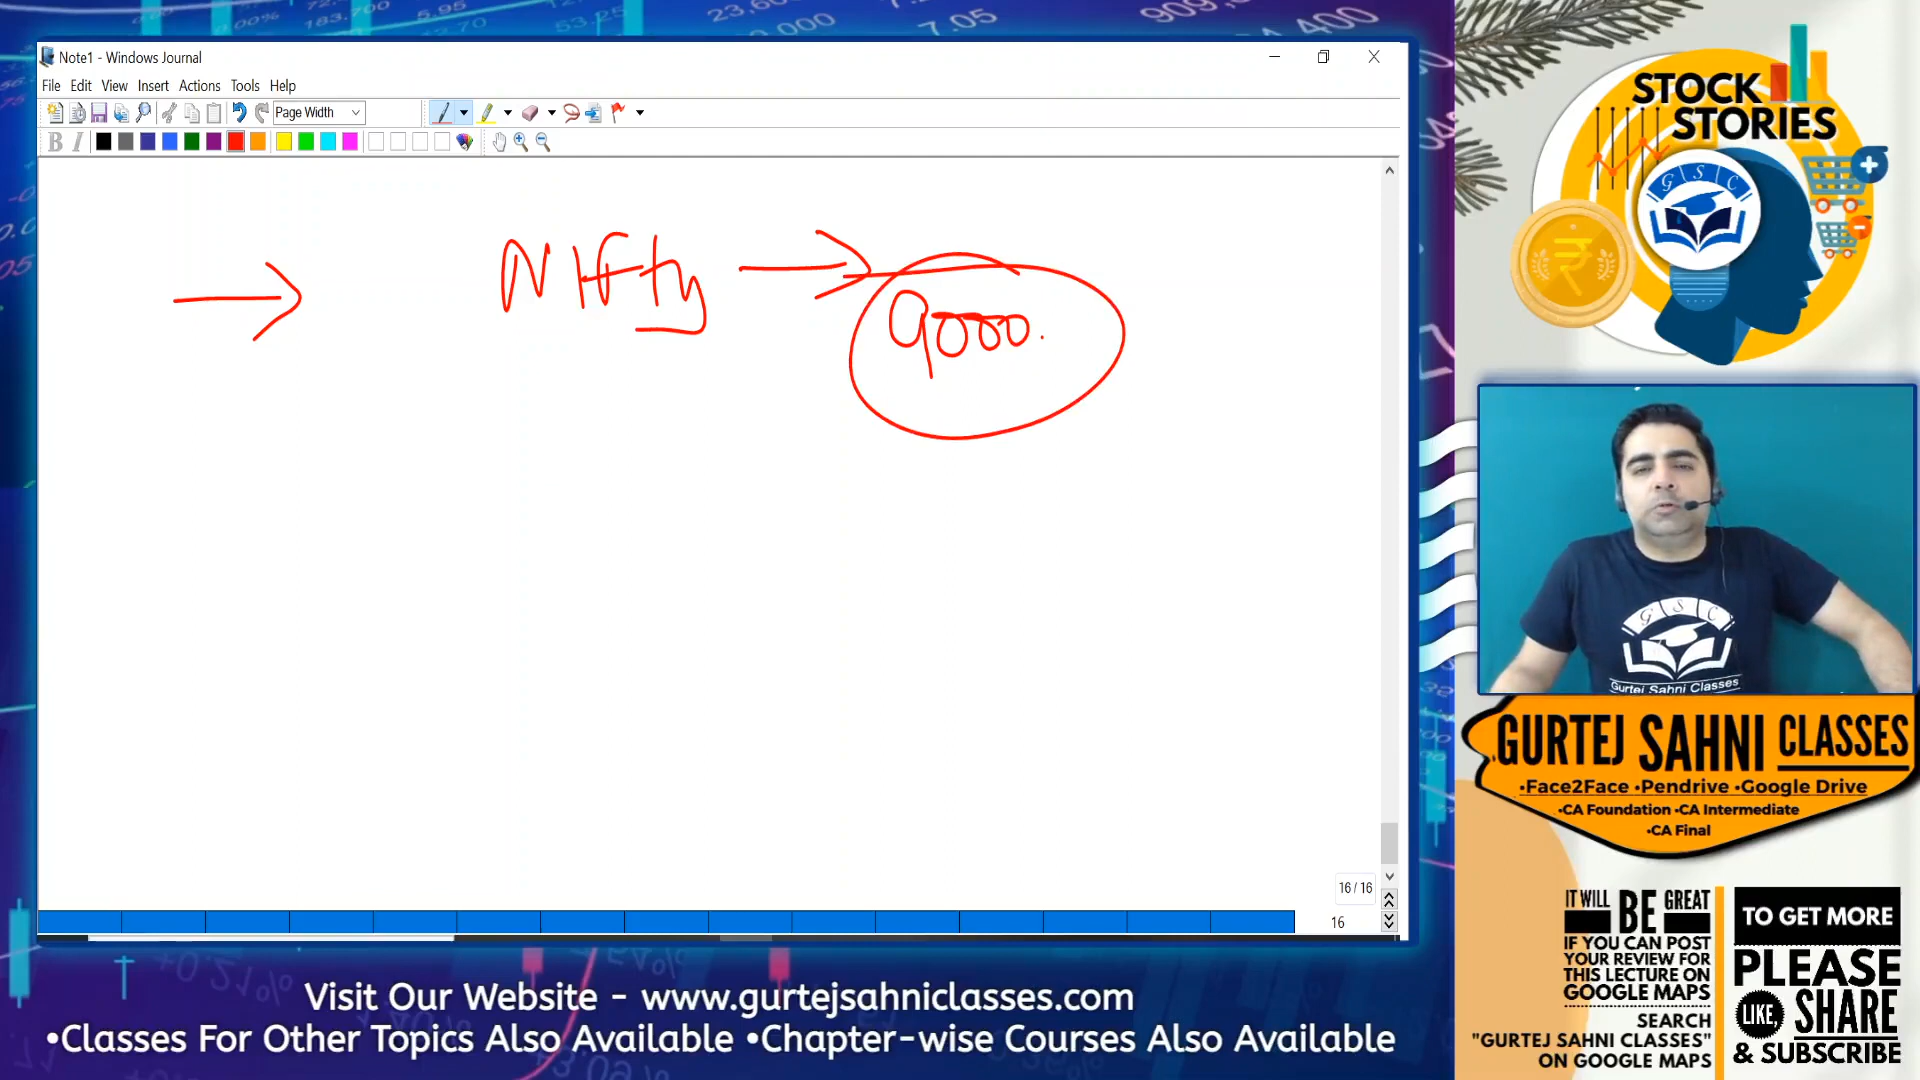 Note1 - Windows Journal
File Edit View Insert Actions Tools Help
Page Width
B I
Nifty → 9000.
16 / 16
16
STOCK
STORIES
G S C
₹
G S C
Gurtej Sahni Classes
GURTEJ SAHNI CLASSES
•Face2Face •Pendrive •Google Drive
•CA Foundation •CA Intermediate
•CA Final
IT WILL BE GREAT
IF YOU CAN POST
YOUR REVIEW FOR
THIS LECTURE ON
GOOGLE MAPS
SEARCH
"GURTEJ SAHNI CLASSES"
ON GOOGLE MAPS
TO GET MORE
PLEASE
LIKE, SHARE
& SUBSCRIBE
Visit Our Website - www.gurtejsahniclasses.com
•Classes For Other Topics Also Available •Chapter-wise Courses Also Available